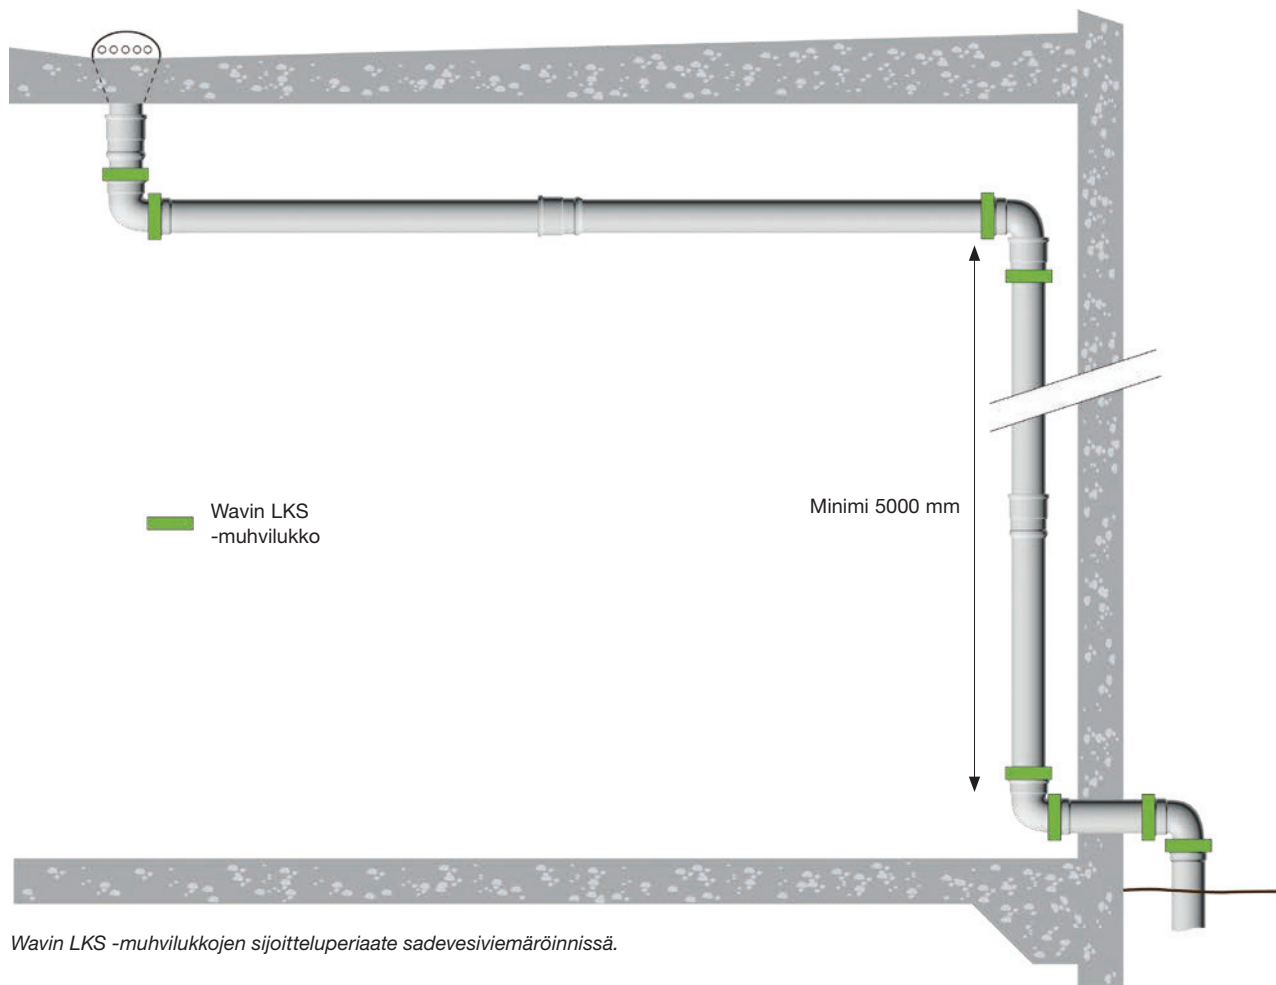 Minimi 5000 mm
Wavin LKS
-muhvilukko
Wavin LKS -muhvilukkojen sijoitteluperiaate sadevesiviemäröinnissä.